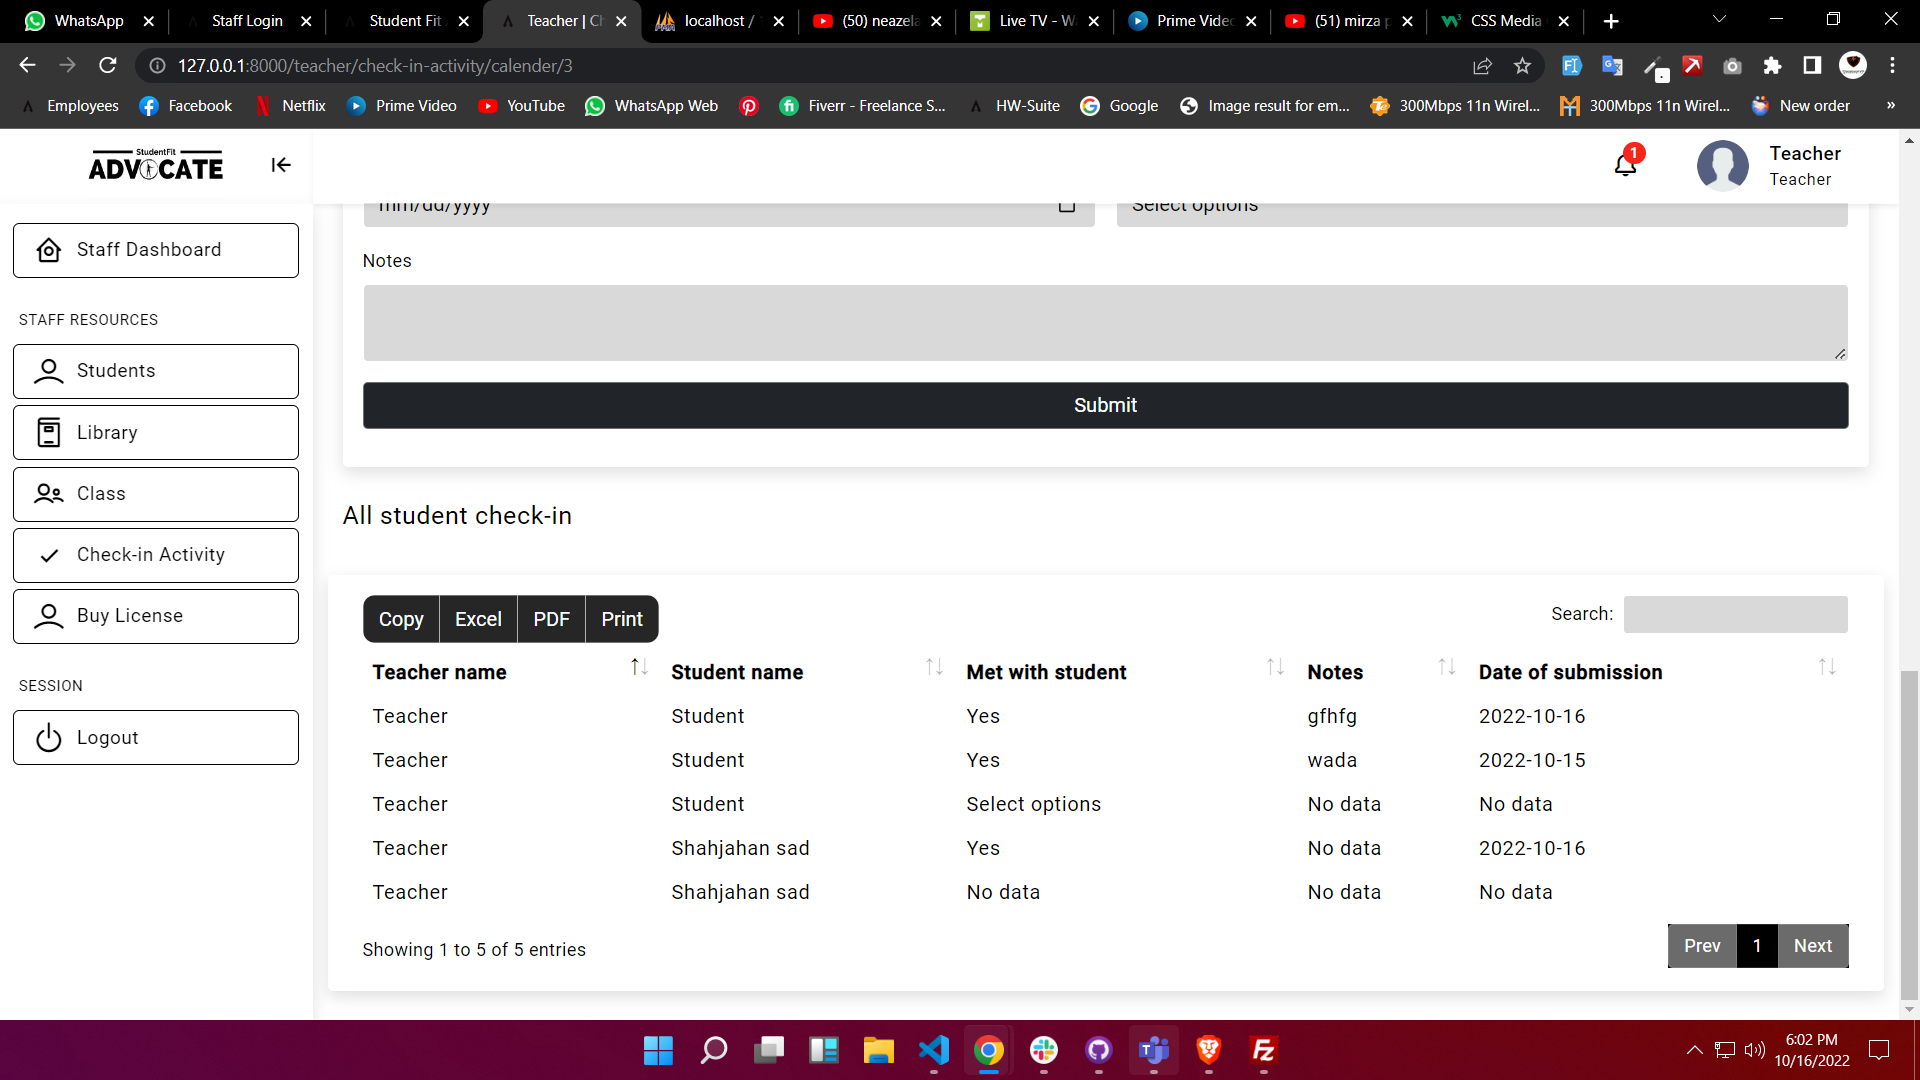 WhatsApp
Staff Login
Student Fit
Teacher | Ch
localhost /
(50) neazela
Live TV - W
Prime Video
(51) mirza p
CSS Media
127.0.0.1:8000/teacher/check-in-activity/calender/3
Employees
Facebook
Netflix
Prime Video
YouTube
WhatsApp Web
Fiverr - Freelance S...
HW-Suite
Google
Image result for em...
300Mbps 11n Wirel...
300Mbps 11n Wirel...
New order
»
StudentFit
ADVOCATE
1
Teacher
Teacher
mm/dd/yyyy
Select options
Staff Dashboard
Notes
STAFF RESOURCES
Students
Library
Class
Check-in Activity
Buy License
SESSION
Logout
Submit
All student check-in
Copy Excel PDF Print
Search:
Teacher name Student name Met with student Notes Date of submission
Teacher Student Yes gfhfg 2022-10-16
Teacher Student Yes wada 2022-10-15
Teacher Student Select options No data No data
Teacher Shahjahan sad Yes No data 2022-10-16
Teacher Shahjahan sad No data No data No data
Showing 1 to 5 of 5 entries
Prev 1 Next
6:02 PM
10/16/2022